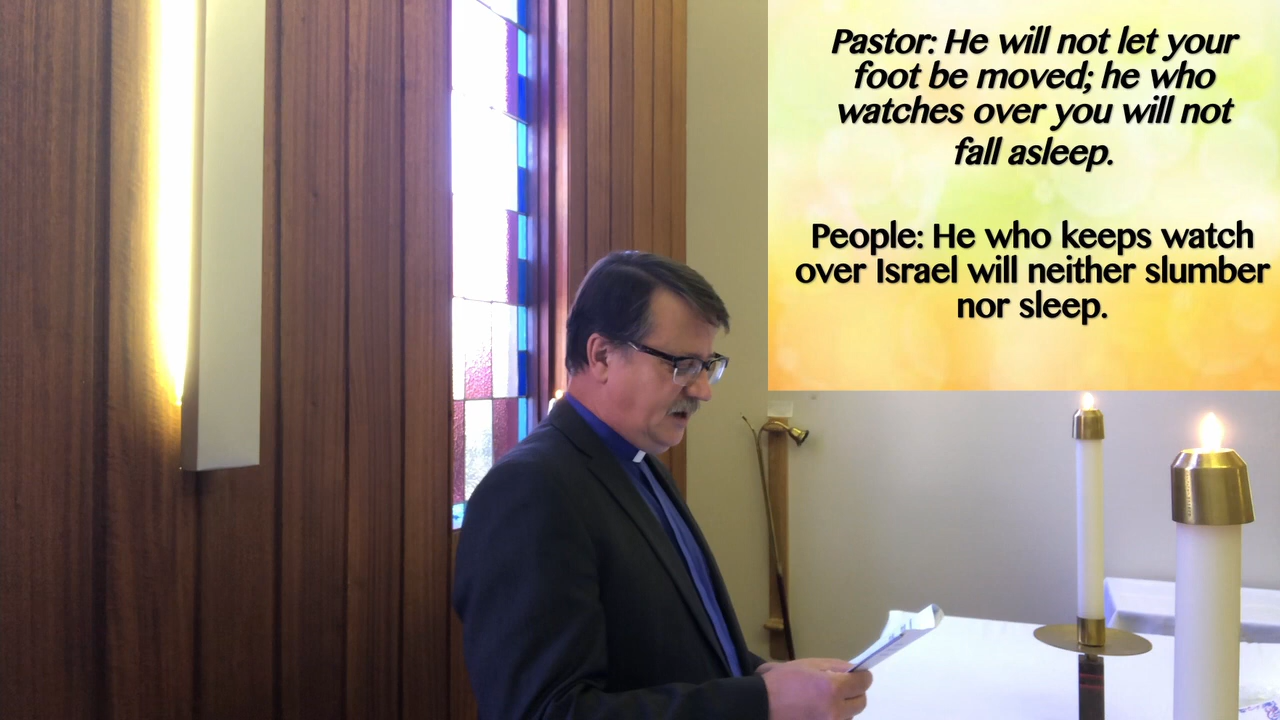 Pastor: He will not let your
foot be moved; he who
watches over you will not
fall asleep.
People: He who keeps watch
over Israel will neither slumber
nor sleep.